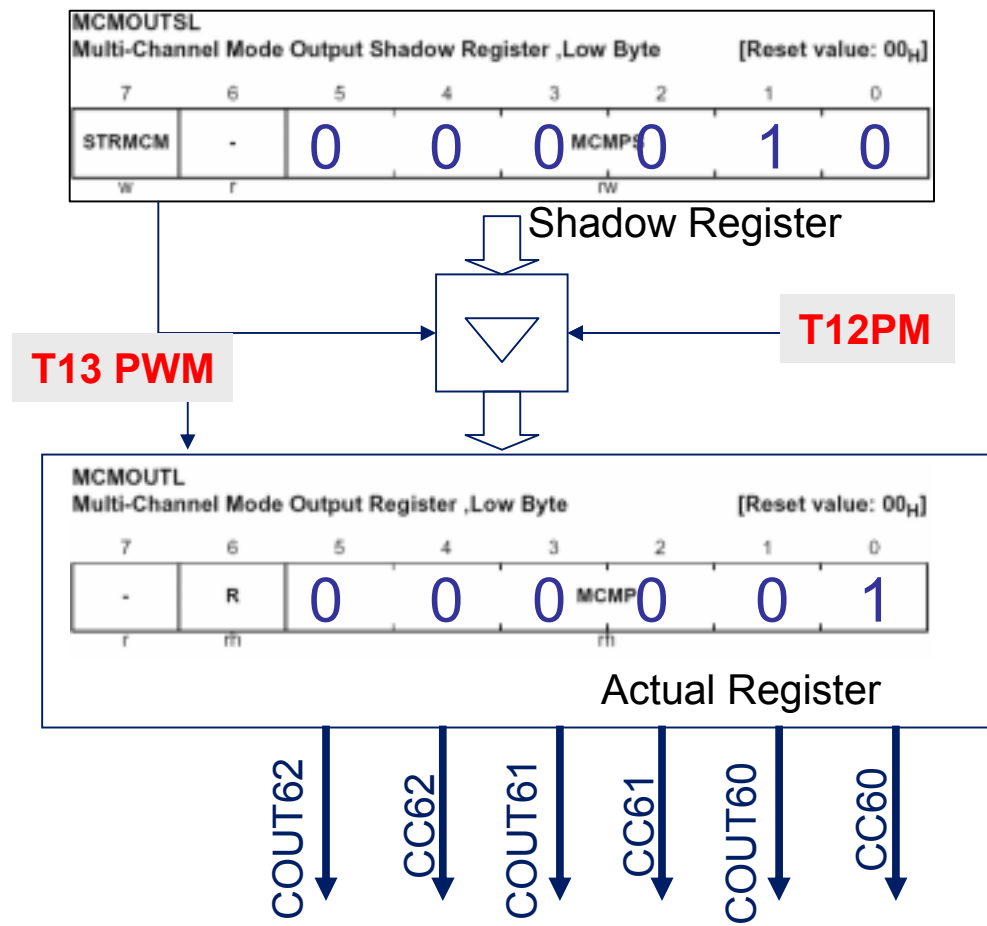 MCMOUTSL
Multi-Channel Mode Output Shadow Register ,Low Byte [Reset value: 00H]
7 6 5 4 3 2 1 0
STRMCM - 0 0 0 MCMPS 0 1 0
w r rw
Shadow Register
T12PM
T13 PWM
MCMOUTL
Multi-Channel Mode Output Register ,Low Byte [Reset value: 00H]
7 6 5 4 3 2 1 0
- R 0 0 0 MCMP 0 0 1
r rh rh
Actual Register
COUT62 CC62 COUT61 CC61 COUT60 CC60